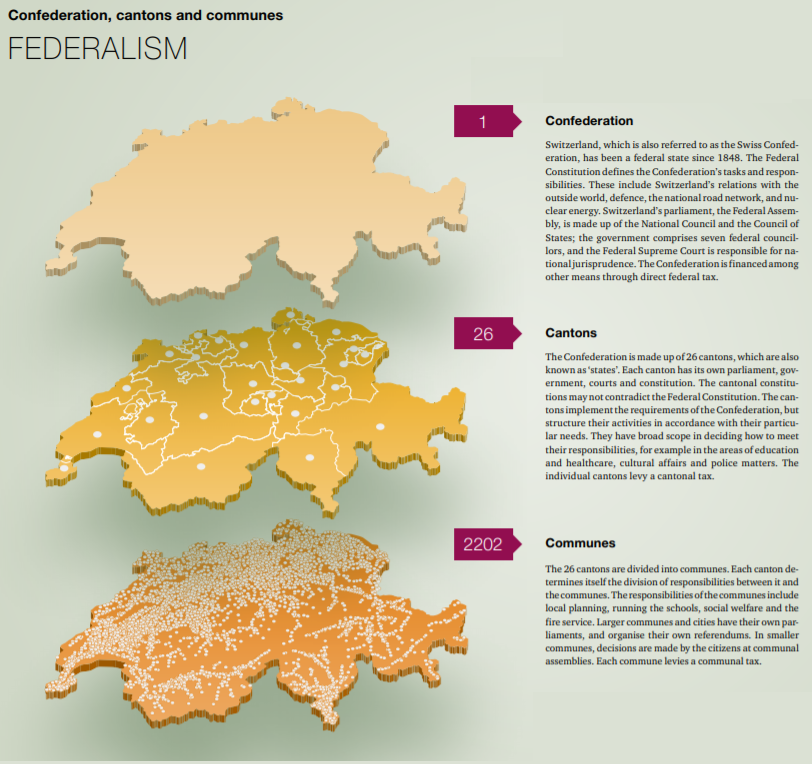 Confederation, cantons and communes
FEDERALISM
1
Confederation
Switzerland, which is also referred to as the Swiss Confed-
eration, has been a federal state since 1848. The Federal
Constitution defines the Confederation's tasks and respon-
sibilities. These include Switzerland's relations with the
outside world, defence, the national road network, and nu-
clear energy. Switzerland's parliament, the Federal Assem-
bly, is made up of the National Council and the Council of
States; the government comprises seven federal council-
lors, and the Federal Supreme Court is responsible for na-
tional jurisprudence. The Confederation is financed among
other means through direct federal tax.
26
Cantons
The Confederation is made up of 26 cantons, which are also
known as 'states'. Each canton has its own parliament, gov-
ernment, courts and constitution. The cantonal constitu-
tions may not contradict the Federal Constitution. The can-
tons implement the requirements of the Confederation, but
structure their activities in accordance with their particu-
lar needs. They have broad scope in deciding how to meet
their responsibilities, for example in the areas of education
and healthcare, cultural affairs and police matters. The
individual cantons levy a cantonal tax.
2202
Communes
The 26 cantons are divided into communes. Each canton de-
termines itself the division of responsibilities between it and
the communes. The responsibilities of the communes include
local planning, running the schools, social welfare and the
fire service. Larger communes and cities have their own par-
liaments, and organise their own referendums. In smaller
communes, decisions are made by the citizens at communal
assemblies. Each commune levies a communal tax.